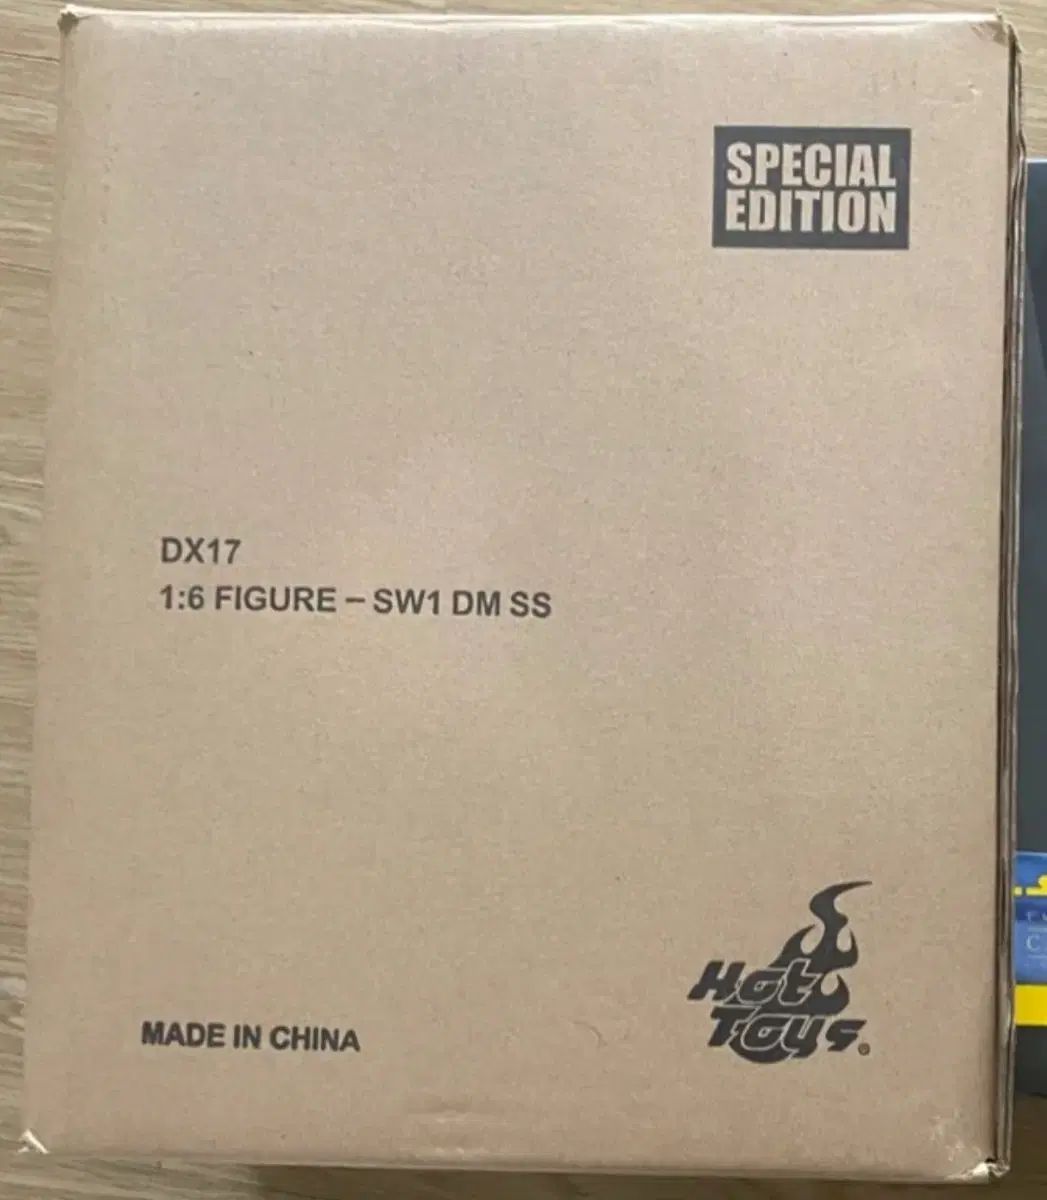 SPECIAL
EDITION
DX17
1:6 FIGURE – SW1 DM SS
MADE IN CHINA
Hot
Toys®